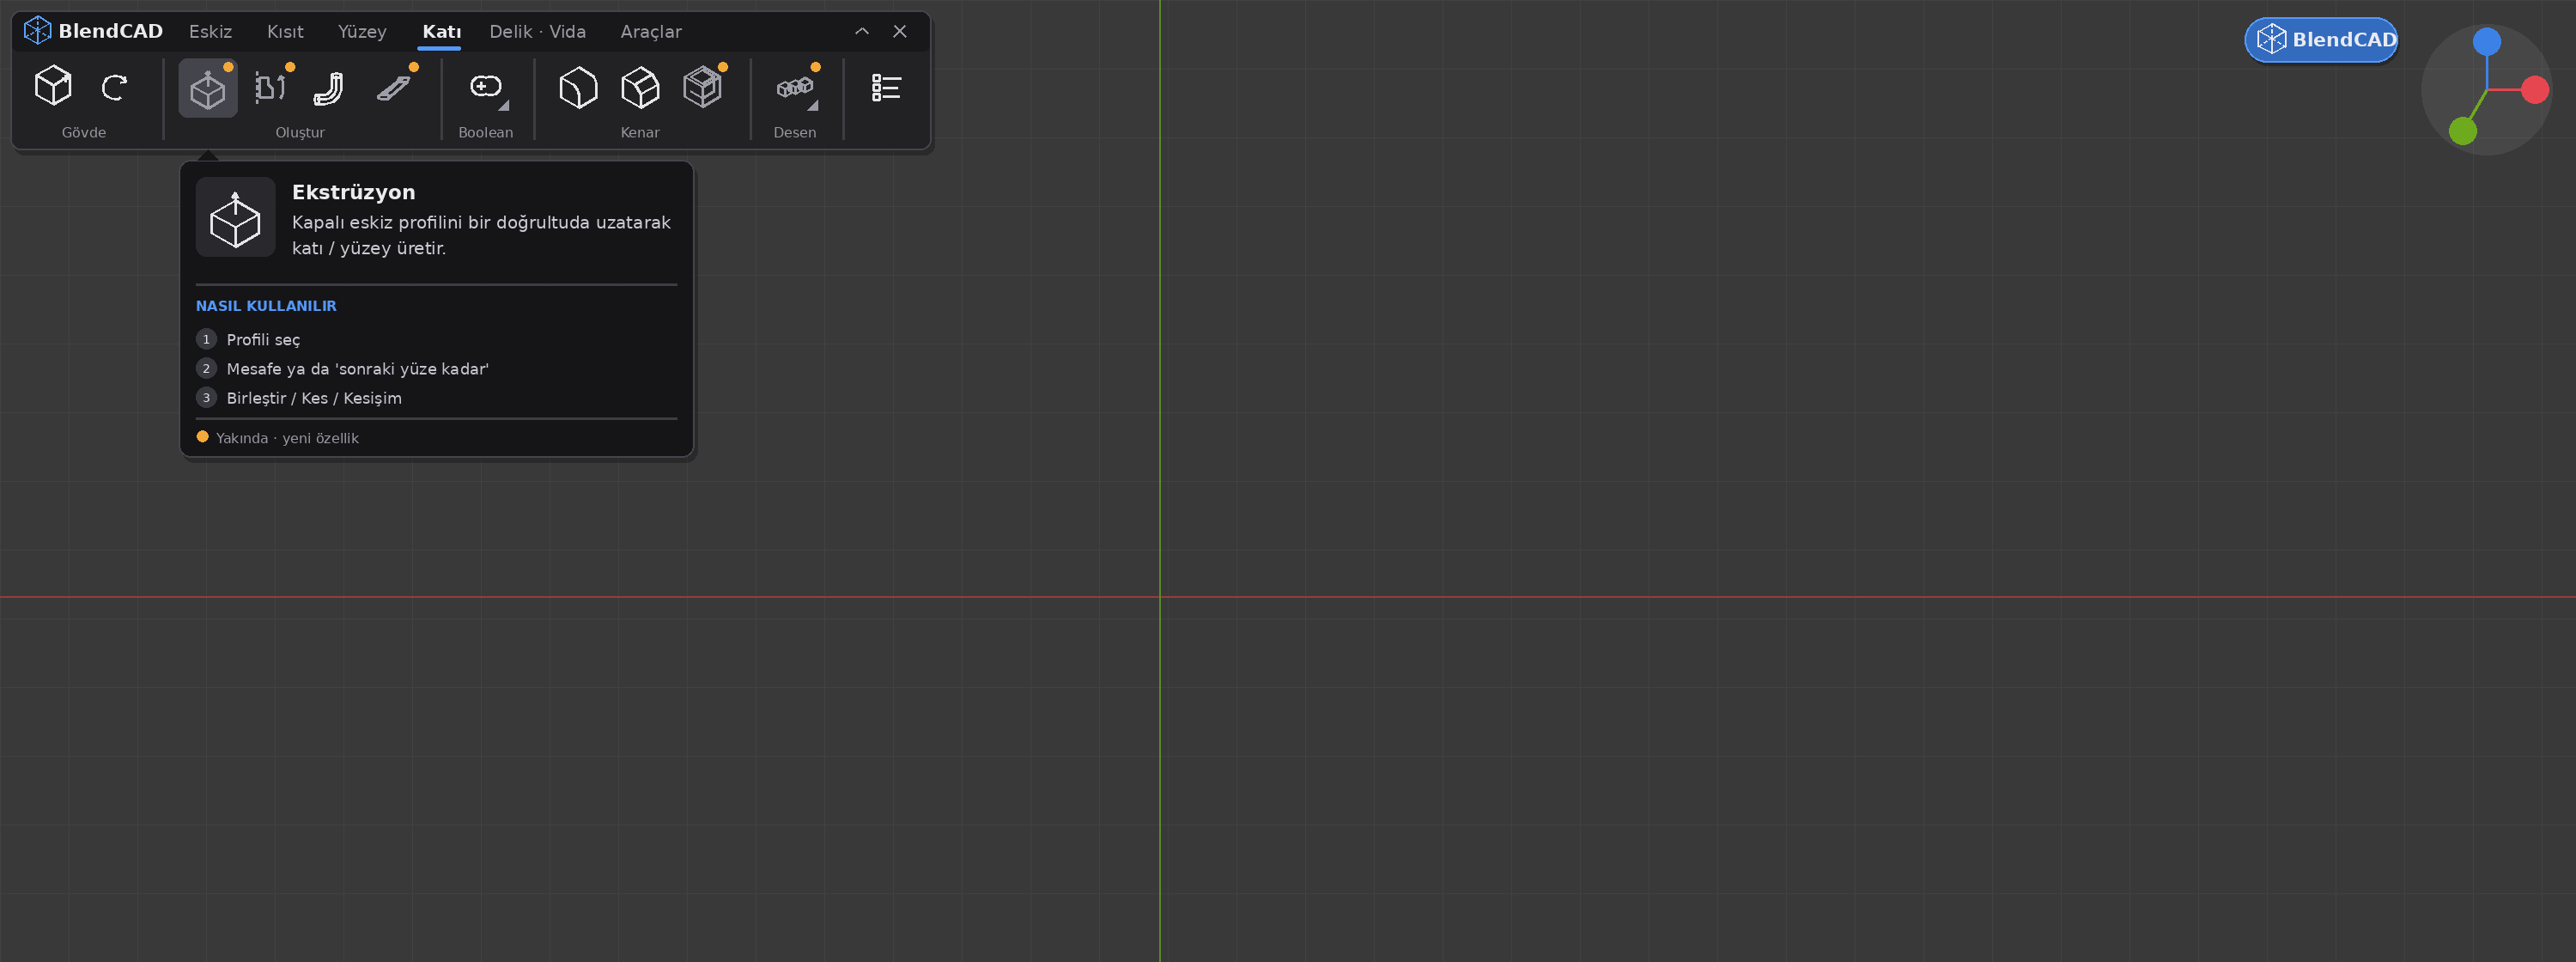 BlendCAD Eskiz Kısıt Yüzey Katı Delik · Vida Araçlar
BlendCAD
Gövde Oluştur Boolean Kenar Desen
Ekstrüzyon
Kapalı eskiz profilini bir doğrultuda uzatarak
katı / yüzey üretir.
NASIL KULLANILIR
1 Profili seç
2 Mesafe ya da 'sonraki yüze kadar'
3 Birleştir / Kes / Kesişim
Yakında · yeni özellik